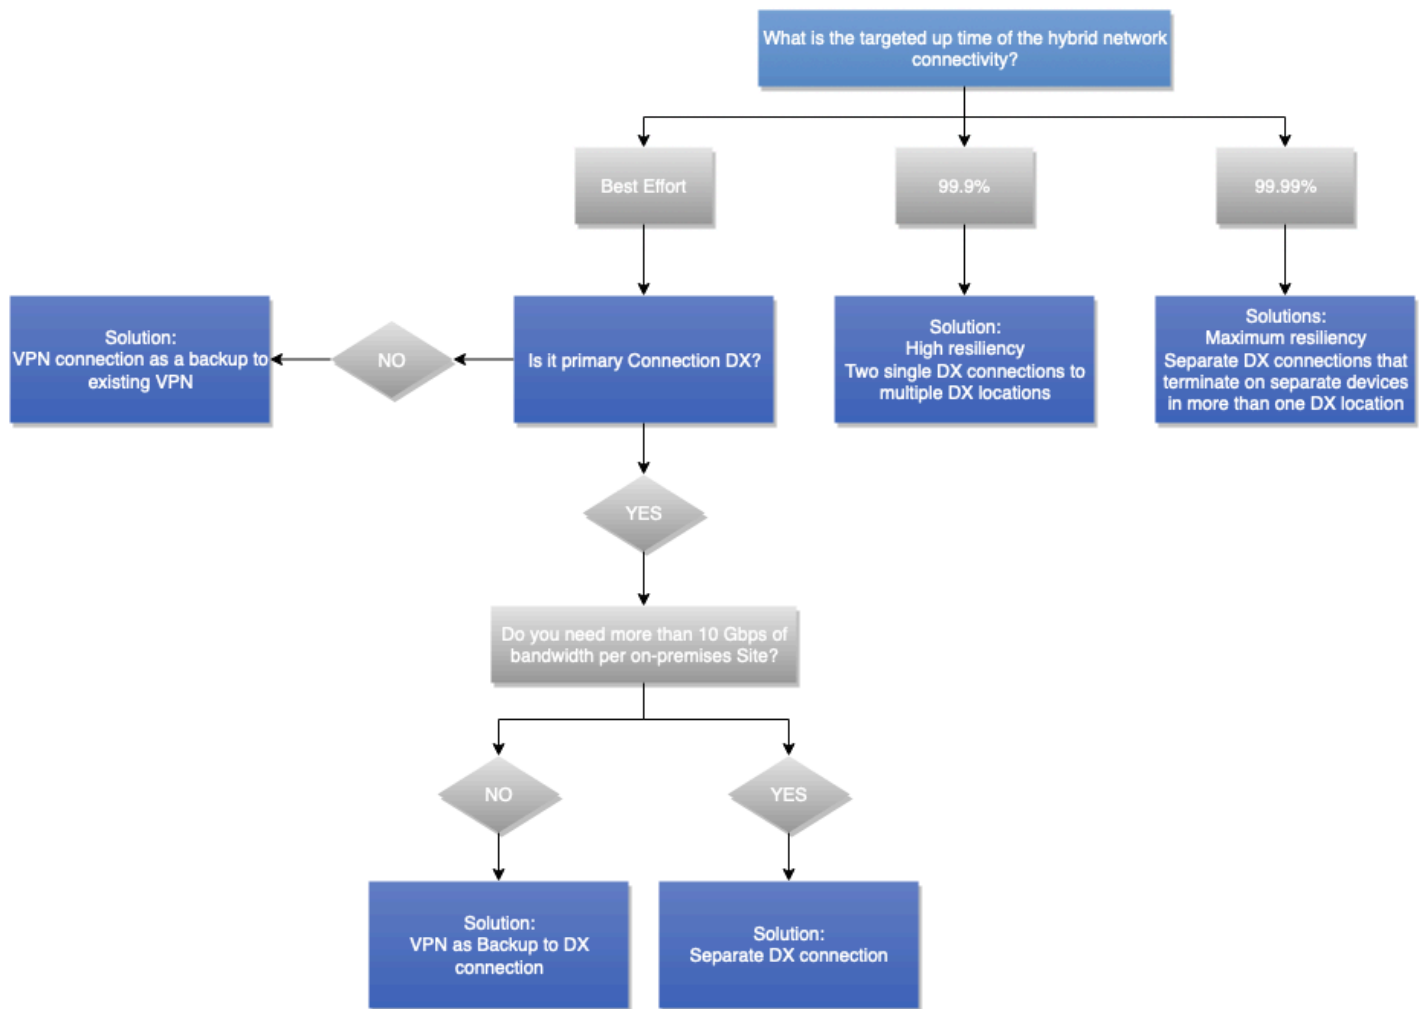 What is the targeted up time of the hybrid network
connectivity?
Best Effort
99.9%
99.99%
Solution:
VPN connection as a backup to
existing VPN
NO
Is it primary Connection DX?
Solution:
High resiliency
Two single DX connections to
multiple DX locations
Solutions:
Maximum resiliency
Separate DX connections that
terminate on separate devices
in more than one DX location
YES
Do you need more than 10 Gbps of
bandwidth per on-premises Site?
NO
YES
Solution:
VPN as Backup to DX
connection
Solution:
Separate DX connection